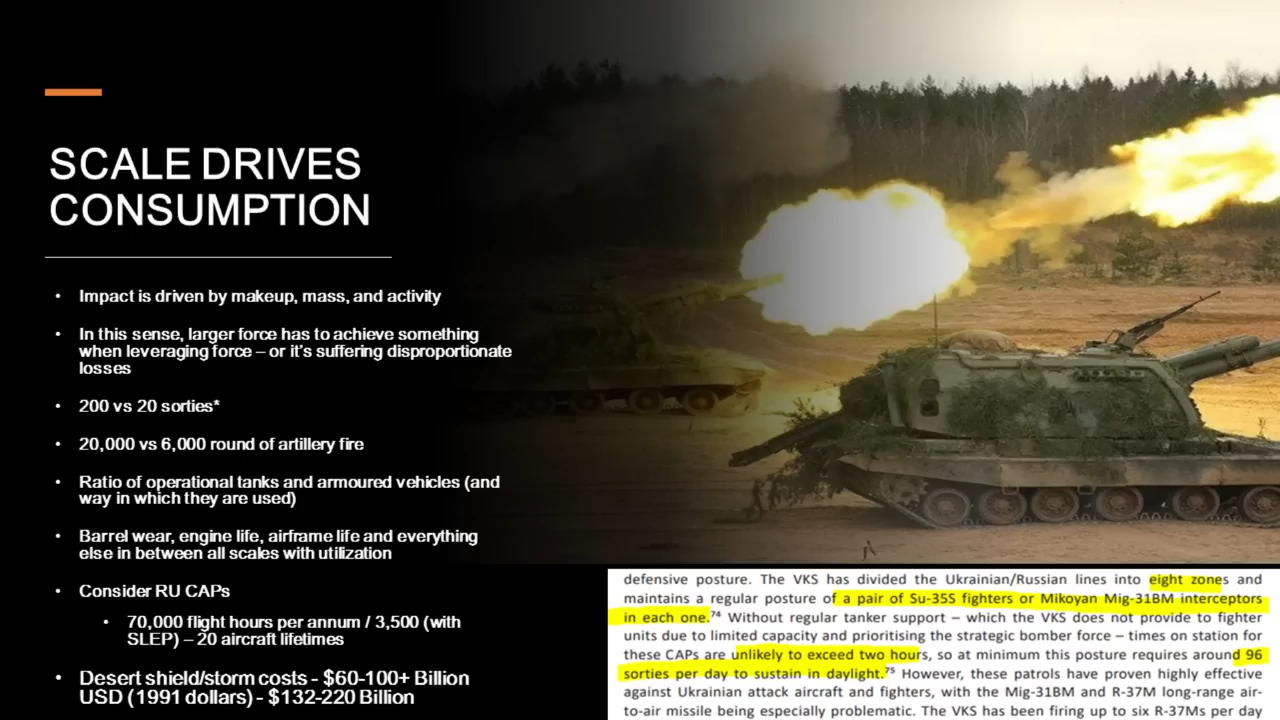 SCALE DRIVES
CONSUMPTION
• Impact is driven by makeup, mass, and activity
• In this sense, larger force has to achieve something
when leveraging force – or it's suffering disproportionate
losses
• 200 vs 20 sorties*
• 20,000 vs 6,000 round of artillery fire
• Ratio of operational tanks and armoured vehicles (and
way in which they are used)
• Barrel wear, engine life, airframe life and everything
else in between all scales with utilization
• Consider RU CAPs
• 70,000 flight hours per annum / 3,500 (with
SLEP) – 20 aircraft lifetimes
• Desert shield/storm costs - $60-100+ Billion
USD (1991 dollars) - $132-220 Billion
defensive posture. The VKS has divided the Ukrainian/Russian lines into eight zones and
maintains a regular posture of a pair of Su-35S fighters or Mikoyan Mig-31BM interceptors
in each one.⁷⁴ Without regular tanker support – which the VKS does not provide to fighter
units due to limited capacity and prioritising the strategic bomber force – times on station for
these CAPs are unlikely to exceed two hours, so at minimum this posture requires around 96
sorties per day to sustain in daylight.⁷⁵ However, these patrols have proven highly effective
against Ukrainian attack aircraft and fighters, with the Mig-31BM and R-37M long-range air-
to-air missile being especially problematic. The VKS has been firing up to six R-37Ms per day